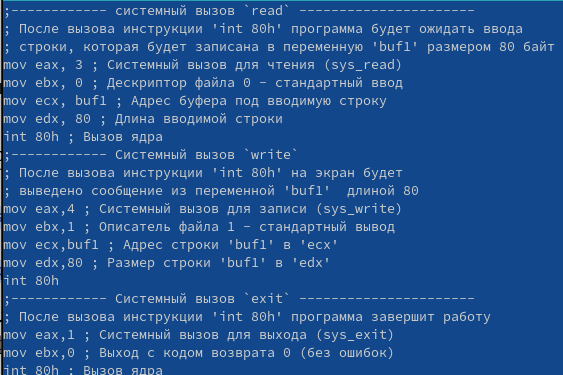 ;------------ системный вызов `read` --------------------
; После вызова инструкции 'int 80h' программа будет ожидать ввода
; строки, которая будет записана в переменную 'buf1' размером 80 байт
mov eax, 3 ; Системный вызов для чтения (sys_read)
mov ebx, 0 ; Дескриптор файла 0 - стандартный ввод
mov ecx, buf1 ; Адрес буфера под вводимую строку
mov edx, 80 ; Длина вводимой строки
int 80h ; Вызов ядра
;------------ Системный вызов `write`
; После вызова инструкции 'int 80h' на экран будет
; выведено сообщение из переменной 'buf1'  длиной 80
mov eax,4 ; Системный вызов для записи (sys_write)
mov ebx,1 ; Описатель файла 1 - стандартный вывод
mov ecx,buf1 ; Адрес строки 'buf1' в 'ecx'
mov edx,80 ; Размер строки 'buf1' в 'edx'
int 80h
;------------ Системный вызов `exit` --------------------
; После вызова инструкции 'int 80h' программа завершит работу
mov eax,1 ; Системный вызов для выхода (sys_exit)
mov ebx,0 ; Выход с кодом возврата 0 (без ошибок)
int 80h ; Вызов ядра